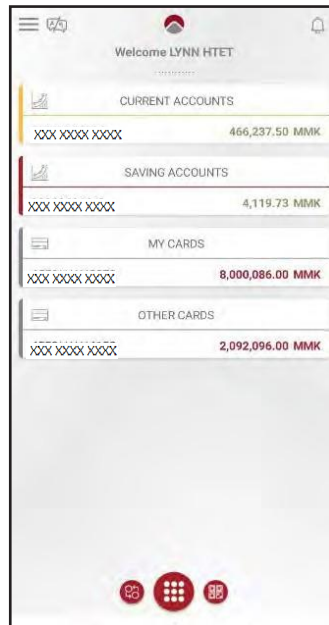 Welcome LYNN HTET
CURRENT ACCOUNTS
XXX XXXX XXXX 466,237.50 MMK
SAVING ACCOUNTS
XXX XXXX XXXX 4,119.73 MMK
MY CARDS
XXX XXXX XXXX 8,000,086.00 MMK
OTHER CARDS
XXX XXXX XXXX 2,092,096.00 MMK